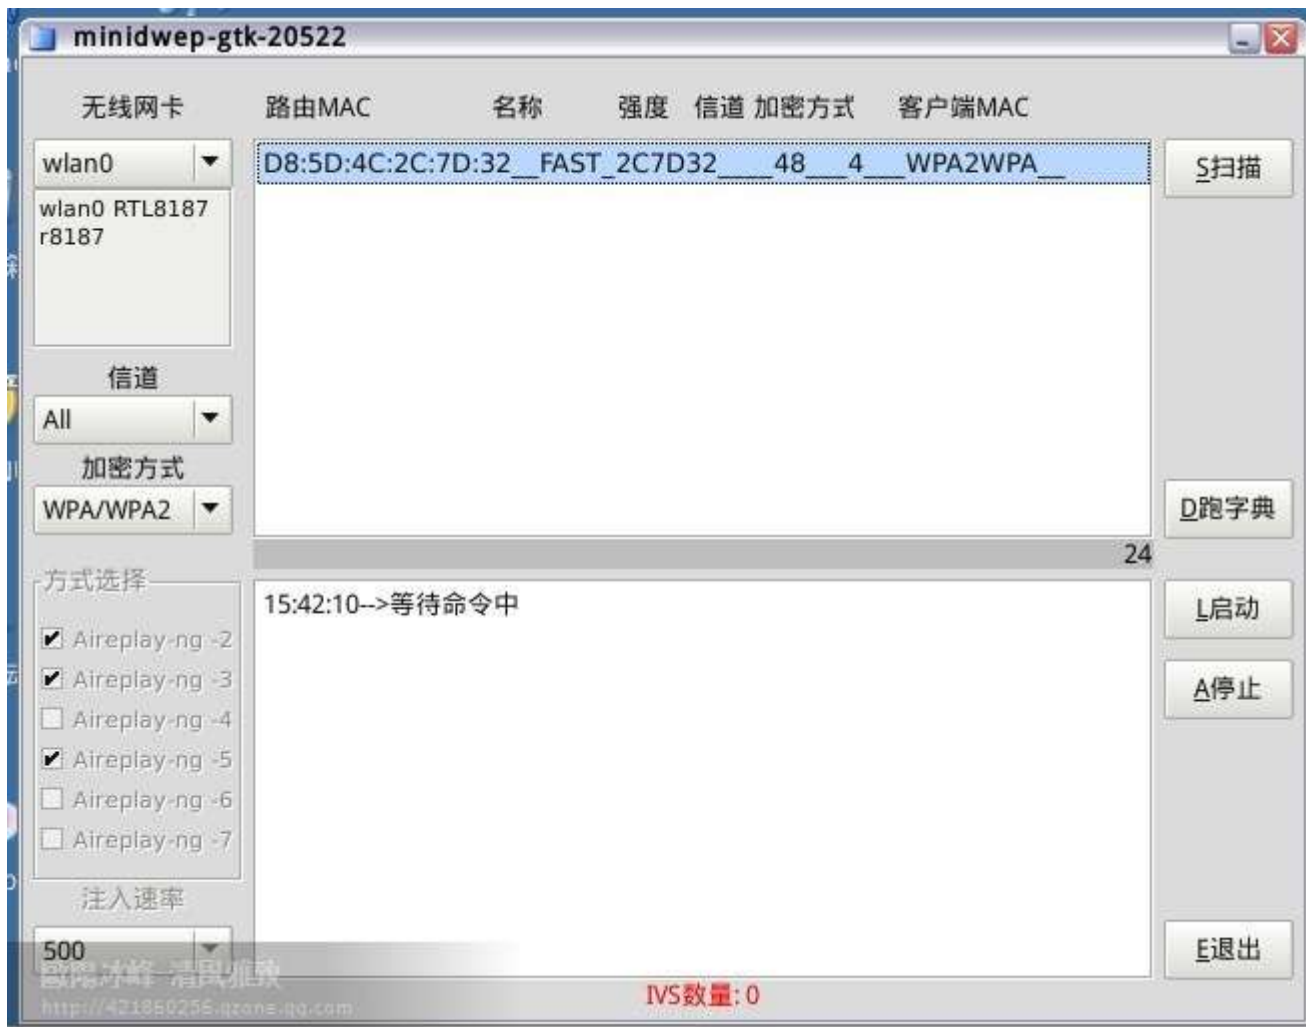 minidwep-gtk-20522
无线网卡 路由MAC 名称 强度 信道 加密方式 客户端MAC
wlan0
D8:5D:4C:2C:7D:32__FAST_2C7D32____48___4___WPA2WPA__
S扫描
wlan0 RTL8187
r8187
信道
All
加密方式
WPA/WPA2
D跑字典
24
方式选择
15:42:10-->等待命令中
L启动
Aireplay-ng -2
Aireplay-ng -3
A停止
Aireplay-ng -4
Aireplay-ng -5
Aireplay-ng -6
Aireplay-ng -7
注入速率
500
E退出
IVS数量: 0
http://421860256.qzone.qq.com